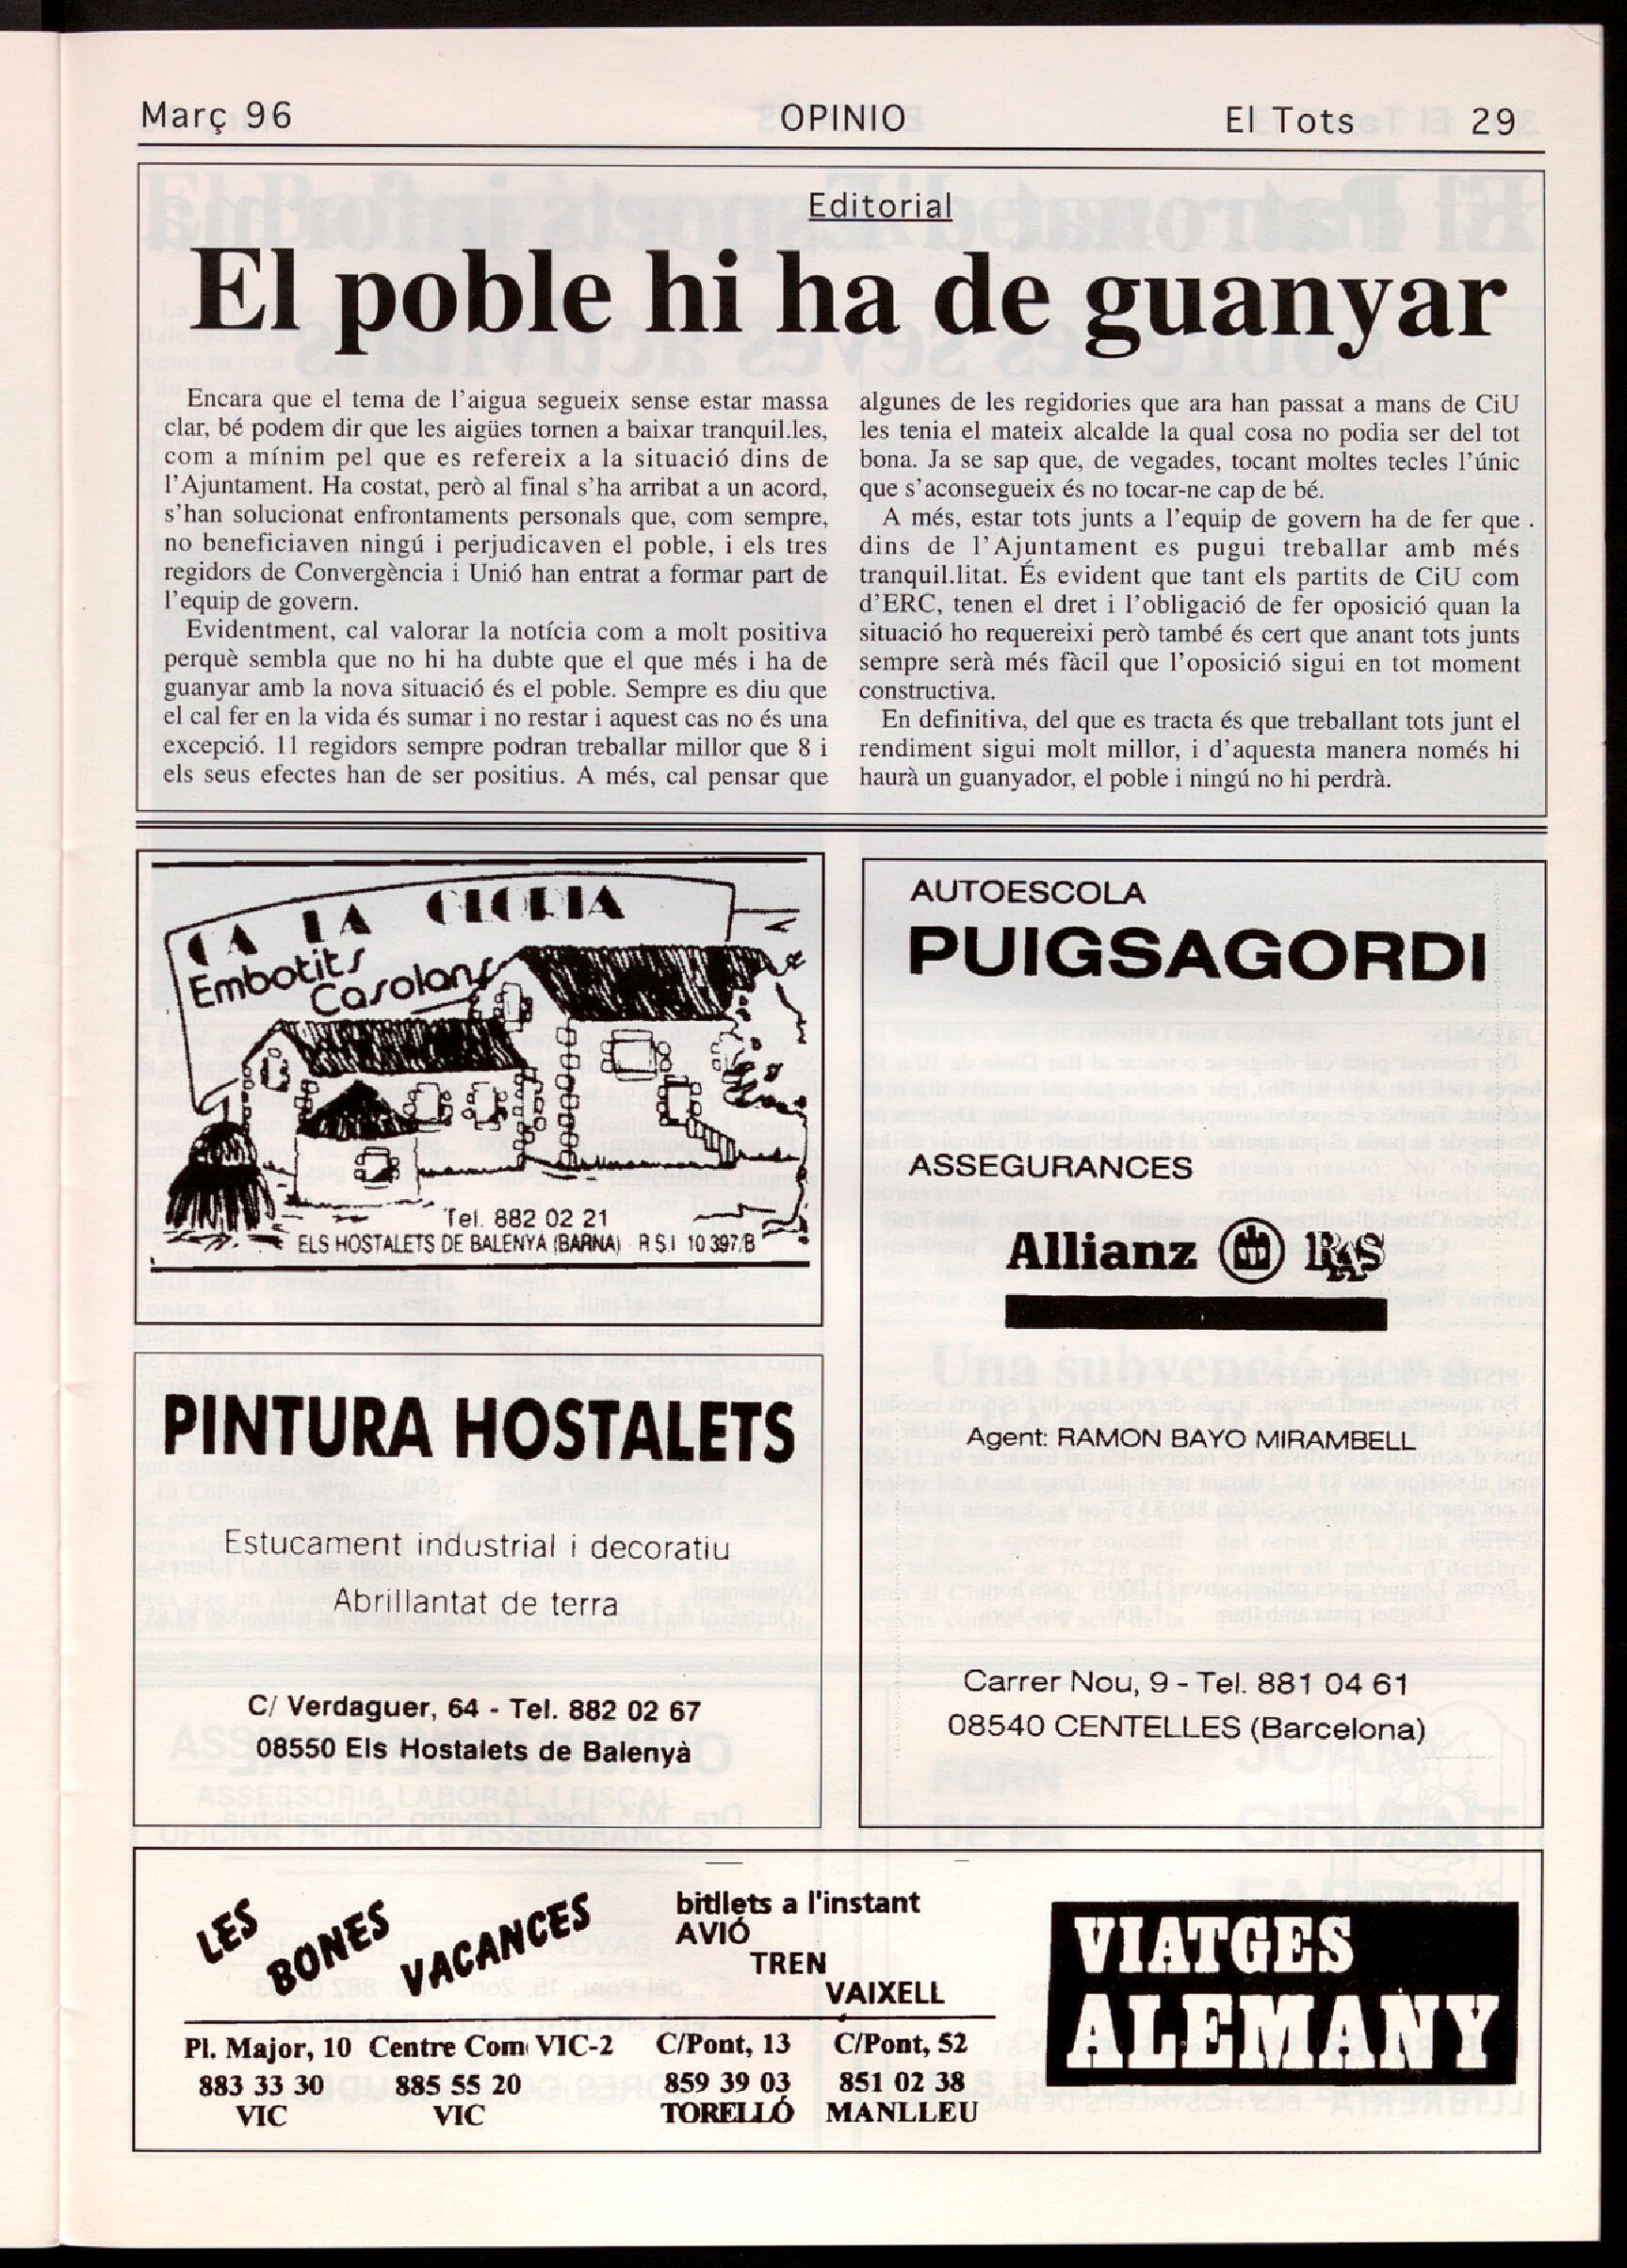 Març 96
OPINIO
El Tots 29
Editorial
El poble hi ha de guanyar
Encara que el tema de l'aigua segueix sense estar massa
clar, bé podem dir que les aigües tornen a baixar tranquil.les,
com a mínim pel que es refereix a la situació dins de
l'Ajuntament. Ha costat, però al final s'ha arribat a un acord,
s'han solucionat enfrontaments personals que, com sempre,
no beneficiaven ningú i perjudicaven el poble, i els tres
regidors de Convergència i Unió han entrat a formar part de
l'equip de govern.
Evidentment, cal valorar la notícia com a molt positiva
perquè sembla que no hi ha dubte que el que més i ha de
guanyar amb la nova situació és el poble. Sempre es diu que
el cal fer en la vida és sumar i no restar i aquest cas no és una
excepció. 11 regidors sempre podran treballar millor que 8 i
els seus efectes han de ser positius. A més, cal pensar que
algunes de les regidories que ara han passat a mans de CiU
les tenia el mateix alcalde la qual cosa no podia ser del tot
bona. Ja se sap que, de vegades, tocant moltes tecles l'únic
que s'aconsegueix és no tocar-ne cap de bé.
A més, estar tots junts a l'equip de govern ha de fer que .
dins de l'Ajuntament es pugui treballar amb més
tranquil.litat. És evident que tant els partits de CiU com
d'ERC, tenen el dret i l'obligació de fer oposició quan la
situació ho requereixi però també és cert que anant tots junts
sempre serà més fàcil que l'oposició sigui en tot moment
constructiva.
En definitiva, del que es tracta és que treballant tots junt el
rendiment sigui molt millor, i d'aquesta manera només hi
haurà un guanyador, el poble i ningú no hi perdrà.
CA LA GLORIA
Embotits
Casolans
Tel. 882 02 21
ELS HOSTALETS DE BALENYA (BARNA) R.S.I 10397/B
PINTURA HOSTALETS
Estucament industrial i decoratiu
Abrillantat de terra
C/ Verdaguer, 64 - Tel. 882 02 67
08550 Els Hostalets de Balenyà
AUTOESCOLA
PUIGSAGORDI
ASSEGURANCES
Allianz RAS
Agent: RAMON BAYO MIRAMBELL
Carrer Nou, 9 - Tel. 881 04 61
08540 CENTELLES (Barcelona)
LES BONES VACANCES
bitllets a l'instant
AVIÓ
TREN
VAIXELL
Pl. Major, 10 Centre Com VIC-2 C/Pont, 13 C/Pont, 52
883 33 30 885 55 20 859 39 03 851 02 38
VIC VIC TORELLÓ MANLLEU
VIATGES
ALEMANY